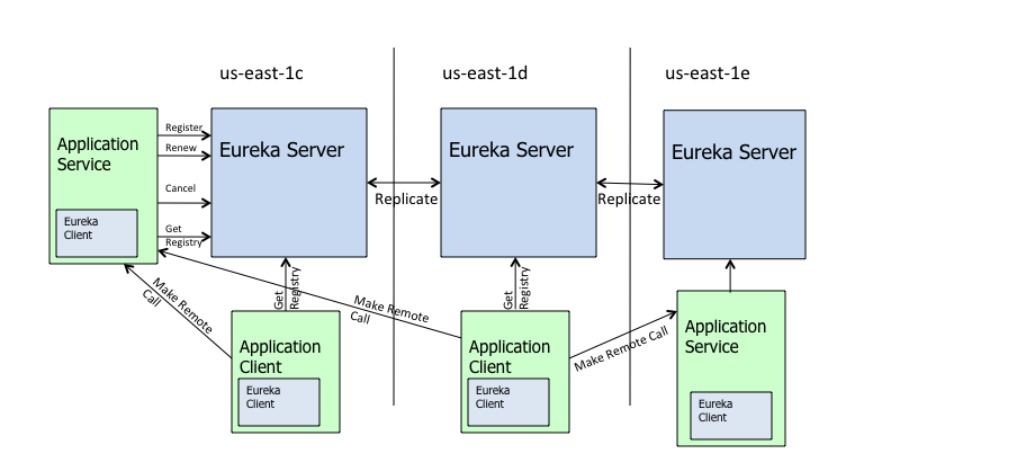 us-east-1c
us-east-1d
us-east-1e
Application
Service
Eureka
Client
Register
Renew
Cancel
Get
Registry
Eureka Server
Replicate
Eureka Server
Replicate
Eureka Server
Make Remote
Call
Get
Registry
Make Remote
Call
Get
Registry
Make Remote Call
Application
Client
Eureka
Client
Application
Client
Eureka
Client
Application
Service
Eureka
Client